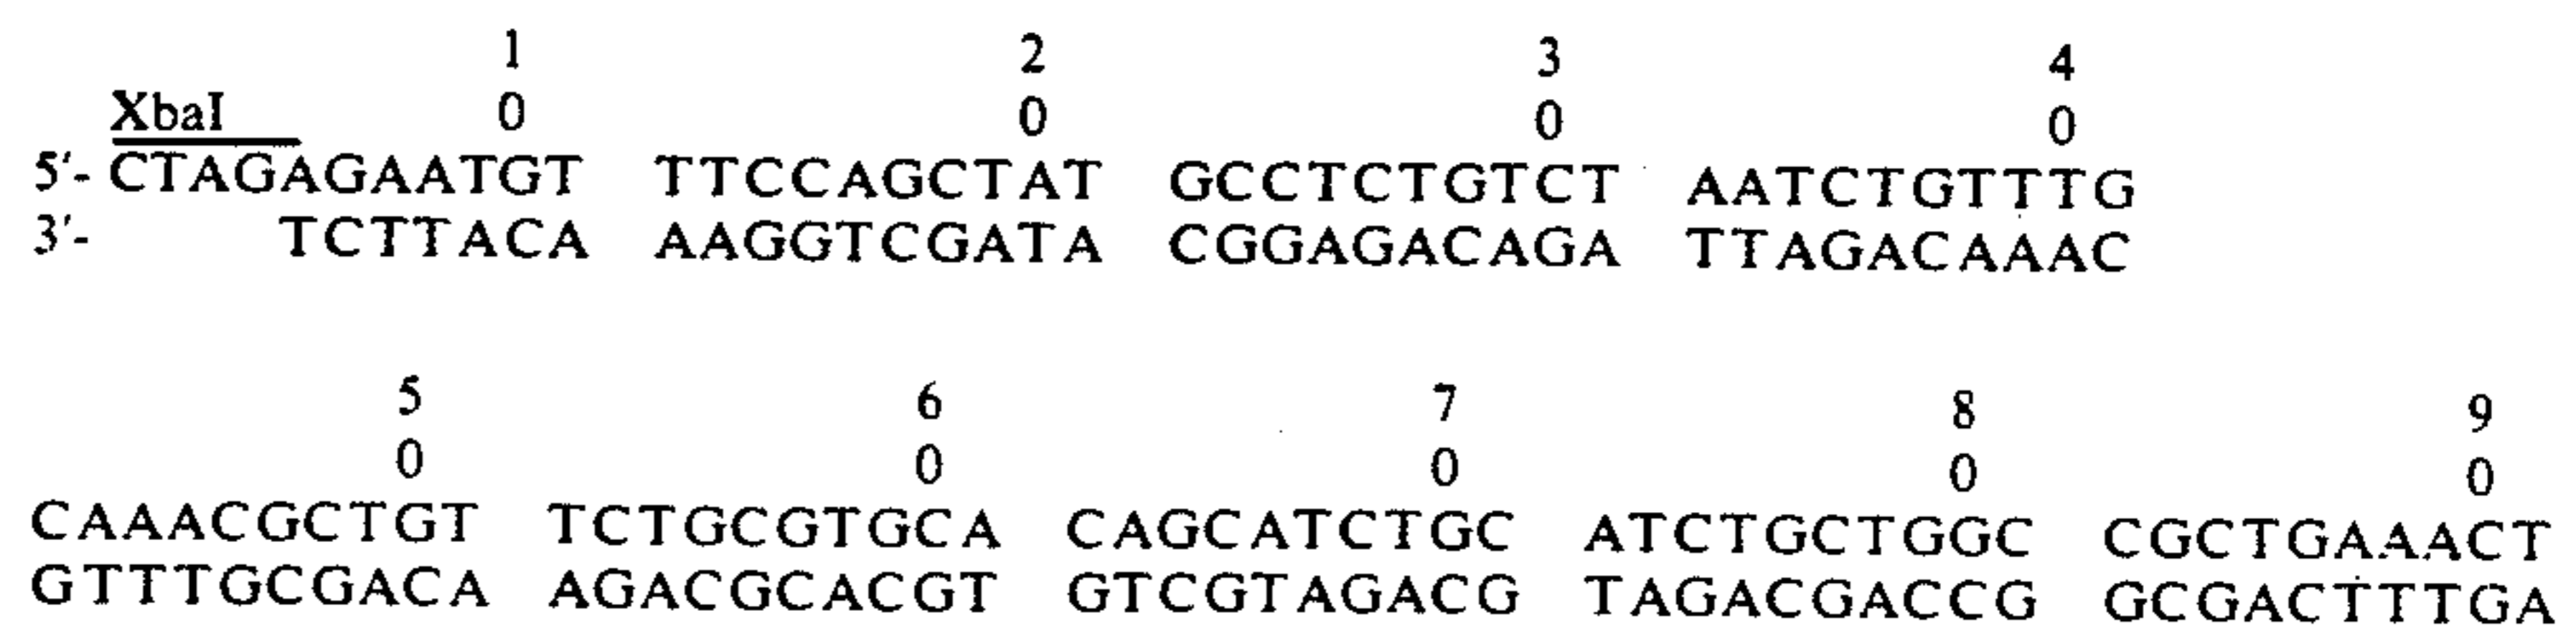 1 2 3 4
XbaI 0 0 0 0
5'- CTAGAGAATGT TTCCAGCTAT GCCTCTGTCT AATCTGTTTG
3'- TCTTACA AAGGTCGATA CGGAGACAGA TTAGACAAAC
5 6 7 8 9
0 0 0 0 0
CAAACGCTGT TCTGCGTGCA CAGCATCTGC ATCTGCTGGC CGCTGAAACT
GTTTGCGACA AGACGCACGT GTCGTAGACG TAGACGACCG GCGACTTTGA